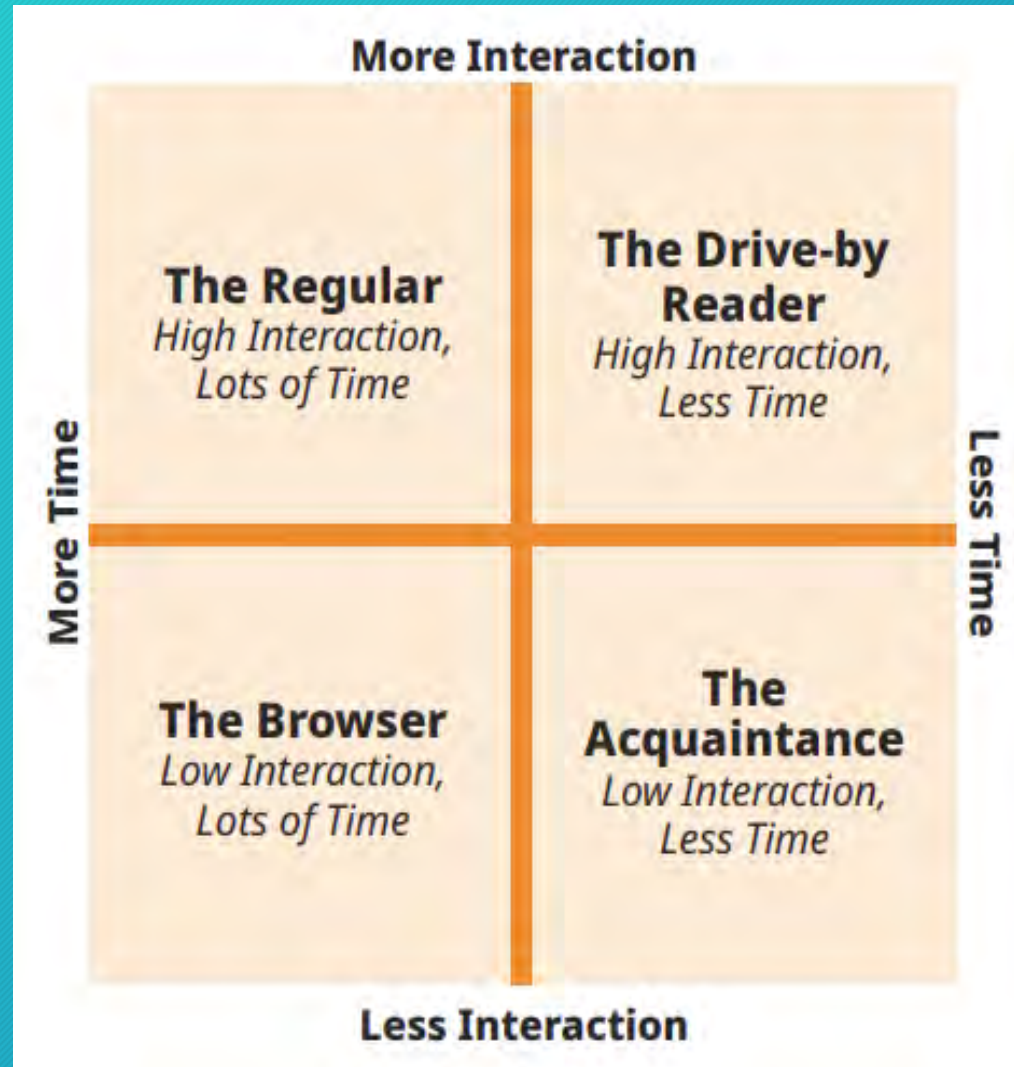 More Interaction
The Regular
High Interaction,
Lots of Time
The Drive-by
Reader
High Interaction,
Less Time
More Time
Less Time
The Browser
Low Interaction,
Lots of Time
The
Acquaintance
Low Interaction,
Less Time
Less Interaction